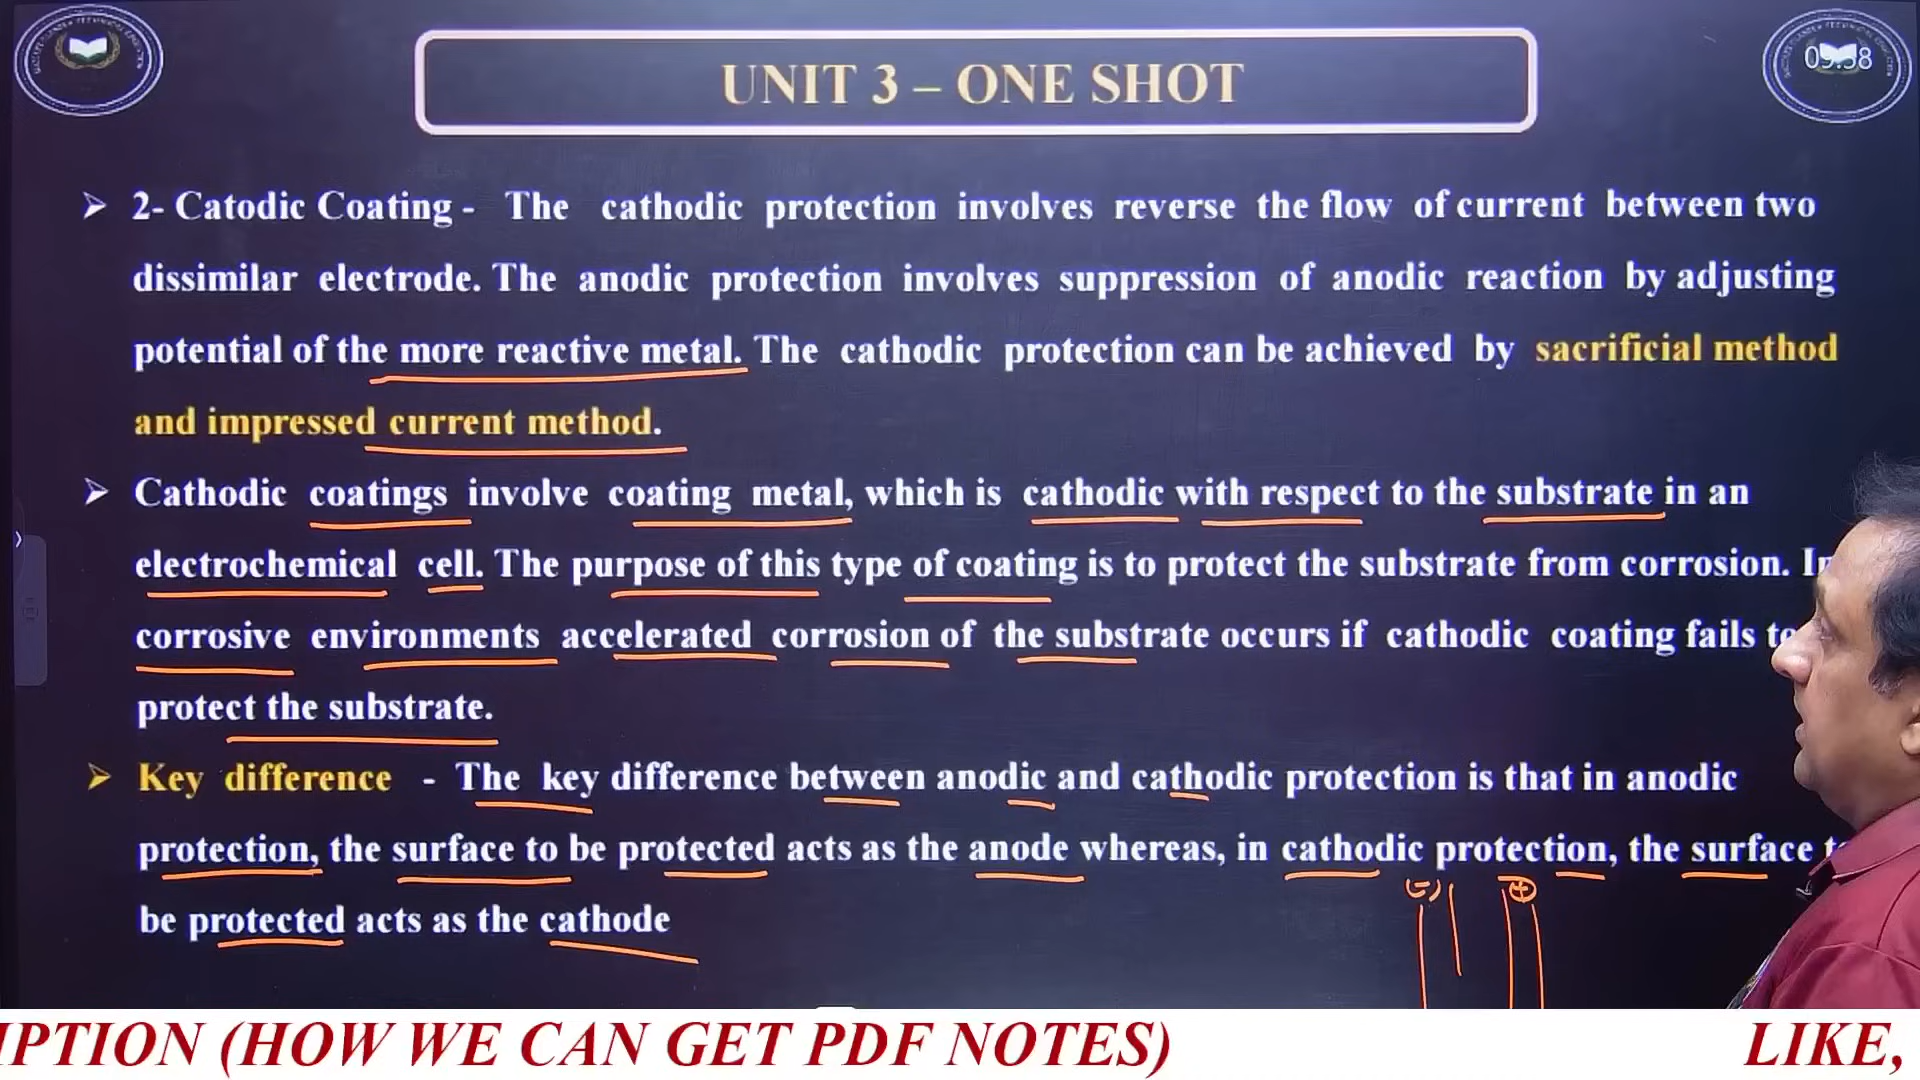 UNIT 3 – ONE SHOT
09:58
➢ 2- Catodic Coating - The cathodic protection involves reverse the flow of current between two
dissimilar electrode. The anodic protection involves suppression of anodic reaction by adjusting
potential of the more reactive metal. The cathodic protection can be achieved by sacrificial method
and impressed current method.
➢ Cathodic coatings involve coating metal, which is cathodic with respect to the substrate in an
electrochemical cell. The purpose of this type of coating is to protect the substrate from corrosion. In
corrosive environments accelerated corrosion of the substrate occurs if cathodic coating fails to
protect the substrate.
➢ Key difference - The key difference between anodic and cathodic protection is that in anodic
protection, the surface to be protected acts as the anode whereas, in cathodic protection, the surface
be protected acts as the cathode
IPTION (HOW WE CAN GET PDF NOTES) LIKE,